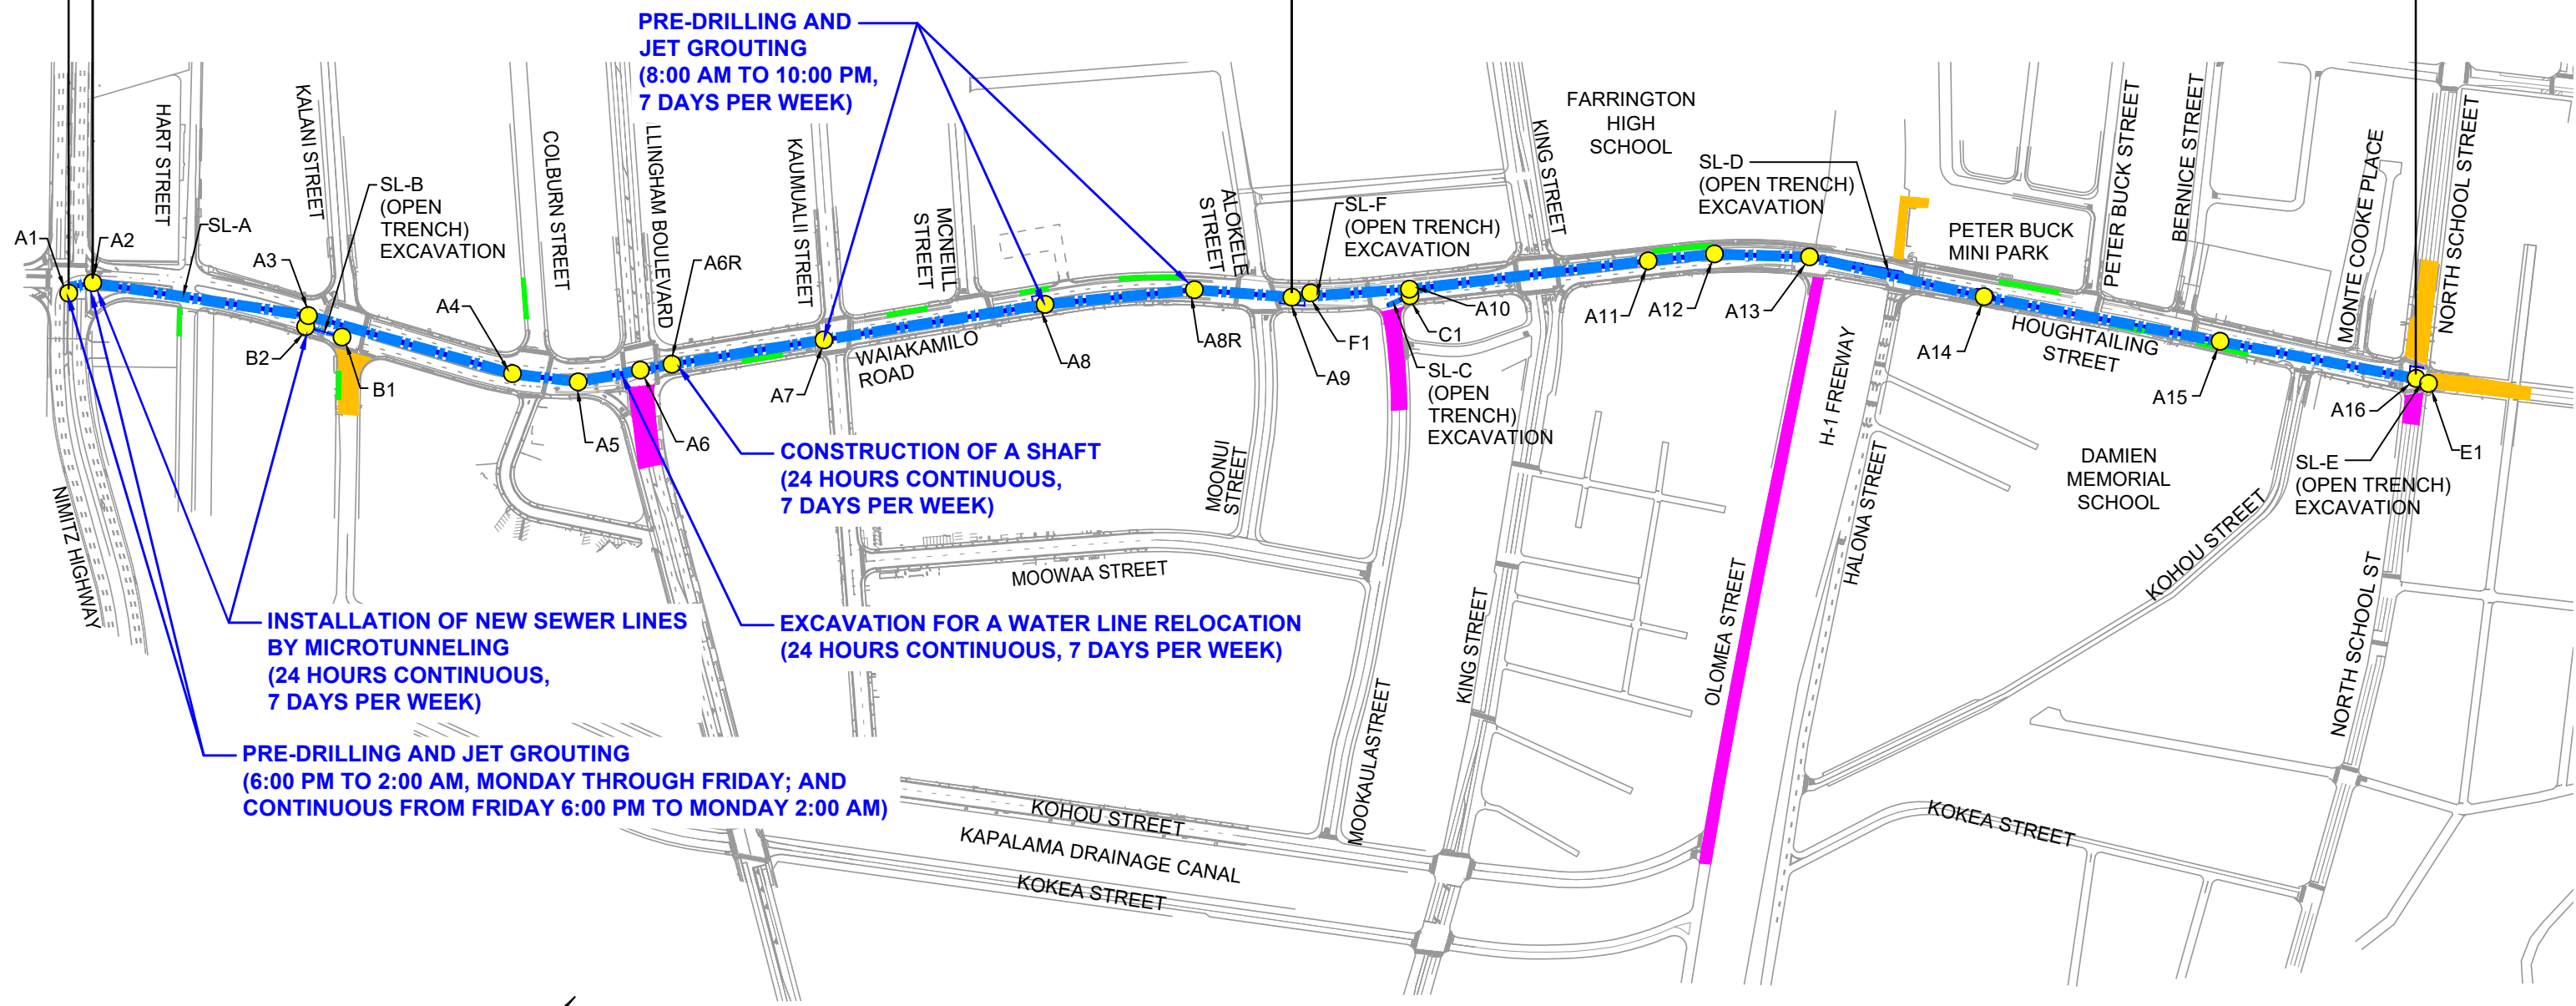 PRE-DRILLING AND
JET GROUTING
(8:00 AM TO 10:00 PM,
7 DAYS PER WEEK)
HART STREET
KALANI STREET
COLBURN STREET
LLINGHAM BOULEVARD
KAUMUALII STREET
MCNEILL
STREET
ALOKELE
STREET
KING STREET
FARRINGTON
HIGH
SCHOOL
PETER BUCK STREET
BERNICE STREET
MONTE COOKE PLACE
NORTH SCHOOL STREET
A1
A2
SL-A
A3
SL-B
(OPEN
TRENCH)
EXCAVATION
A4
A6R
SL-F
(OPEN TRENCH)
EXCAVATION
SL-D
(OPEN TRENCH)
EXCAVATION
PETER BUCK
MINI PARK
B2
B1
A5
A6
A7
WAIAKAMILO
ROAD
A8
A8R
A9
F1
A10
C1
SL-C
(OPEN
TRENCH)
EXCAVATION
A11
A12
A13
A14
HOUGHTAILING
STREET
A15
A16
E1
SL-E
(OPEN TRENCH)
EXCAVATION
NIMITZ HIGHWAY
CONSTRUCTION OF A SHAFT
(24 HOURS CONTINUOUS,
7 DAYS PER WEEK)
MOONUI
STREET
H-1 FREEWAY
HALONA STREET
DAMIEN
MEMORIAL
SCHOOL
KOHOU STREET
MOOWAA STREET
INSTALLATION OF NEW SEWER LINES
BY MICROTUNNELING
(24 HOURS CONTINUOUS,
7 DAYS PER WEEK)
EXCAVATION FOR A WATER LINE RELOCATION
(24 HOURS CONTINUOUS, 7 DAYS PER WEEK)
MOOKAULASTREET
KING STREET
OLOMEA STREET
NORTH SCHOOL ST
PRE-DRILLING AND JET GROUTING
(6:00 PM TO 2:00 AM, MONDAY THROUGH FRIDAY; AND
CONTINUOUS FROM FRIDAY 6:00 PM TO MONDAY 2:00 AM)
KOHOU STREET
KAPALAMA DRAINAGE CANAL
KOKEA STREET
KOKEA STREET